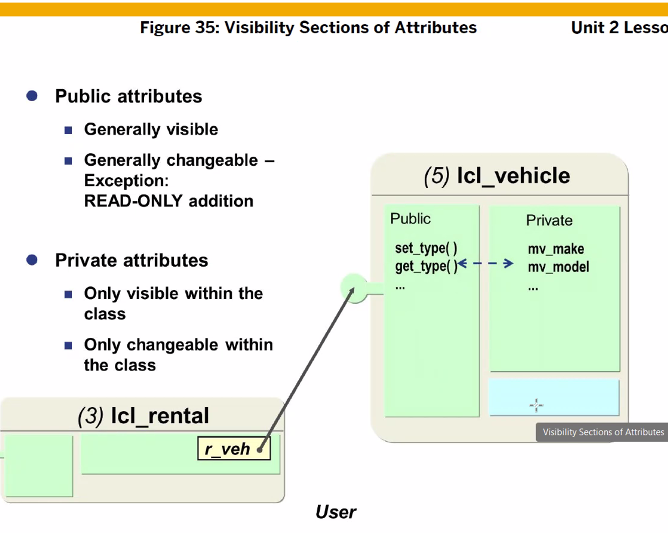 Figure 35: Visibility Sections of Attributes
Unit 2 Lesso
Public attributes
Generally visible
Generally changeable –
Exception:
READ-ONLY addition
Private attributes
Only visible within the
class
Only changeable within
the class
(5) lcl_vehicle
Public
set_type( )
get_type( )
...
Private
mv_make
mv_model
...
Visibility Sections of Attributes
(3) lcl_rental
r_veh
User